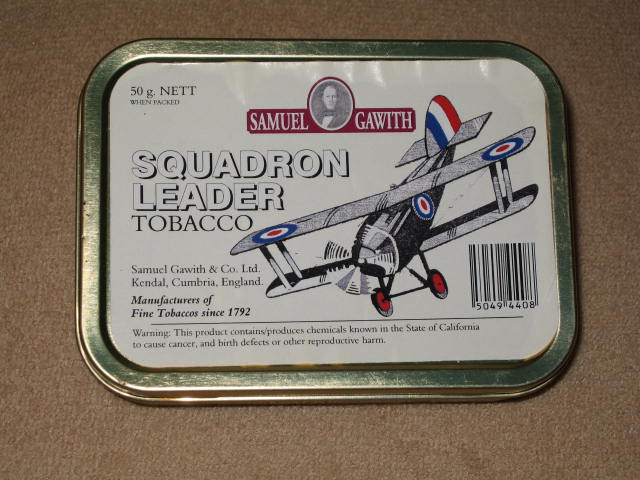 50 g. NETT
WHEN PACKED
SAMUEL GAWITH
SQUADRON
LEADER
TOBACCO
Samuel Gawith & Co. Ltd.
Kendal, Cumbria, England.
Manufacturers of
Fine Tobaccos since 1792
5049 4408
Warning: This product contains/produces chemicals known in the State of California
to cause cancer, and birth defects or other reproductive harm.